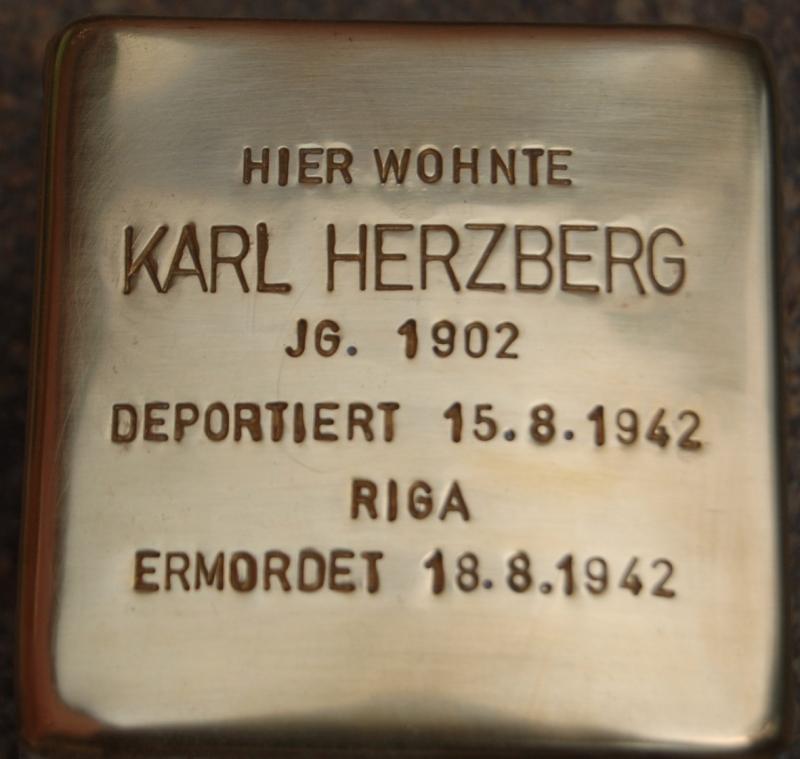 HIER WOHNTE
KARL HERZBERG
JG. 1902
DEPORTIERT 15.8.1942
RIGA
ERMORDET 18.8.1942